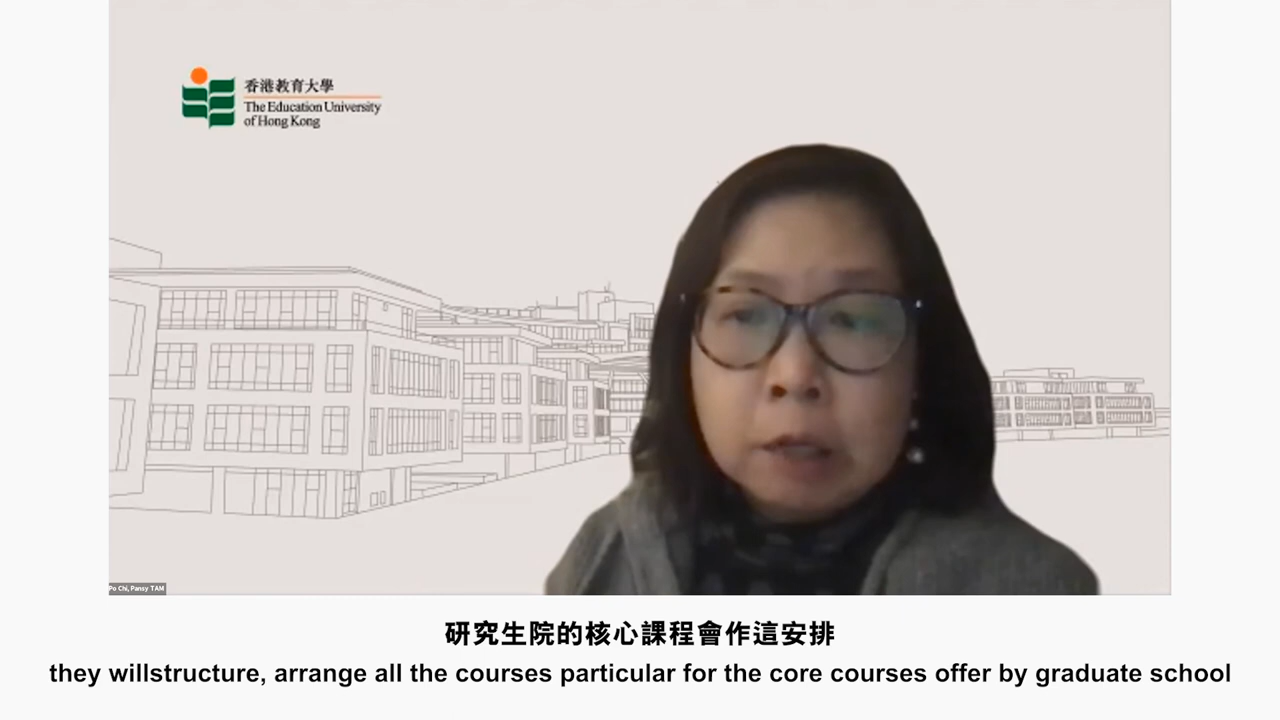 香港教育大學
The Education University
of Hong Kong
Po Chi, Pansy TAM
研究生院的核心課程會作這安排
they willstructure, arrange all the courses particular for the core courses offer by graduate school